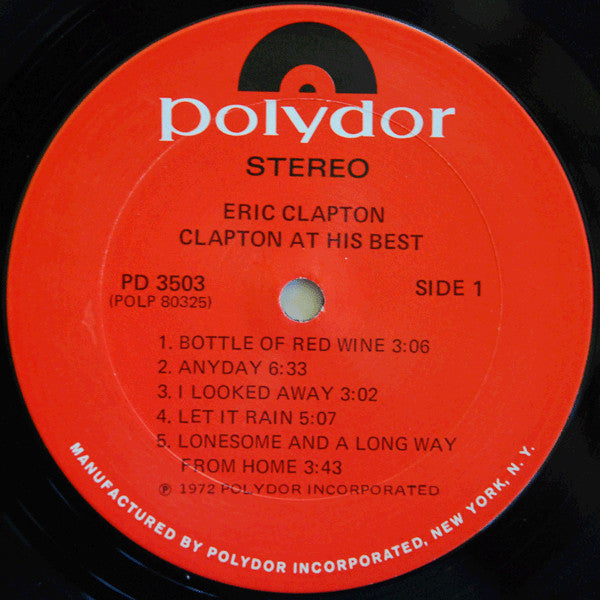 polydor
STEREO
ERIC CLAPTON
CLAPTON AT HIS BEST
PD 3503
(POLP 80325)
SIDE 1
1. BOTTLE OF RED WINE 3:06
2. ANYDAY 6:33
3. I LOOKED AWAY 3:02
4. LET IT RAIN 5:07
5. LONESOME AND A LONG WAY
FROM HOME 3:43
℗ 1972 POLYDOR INCORPORATED
MANUFACTURED BY POLYDOR INCORPORATED, NEW YORK, N. Y.